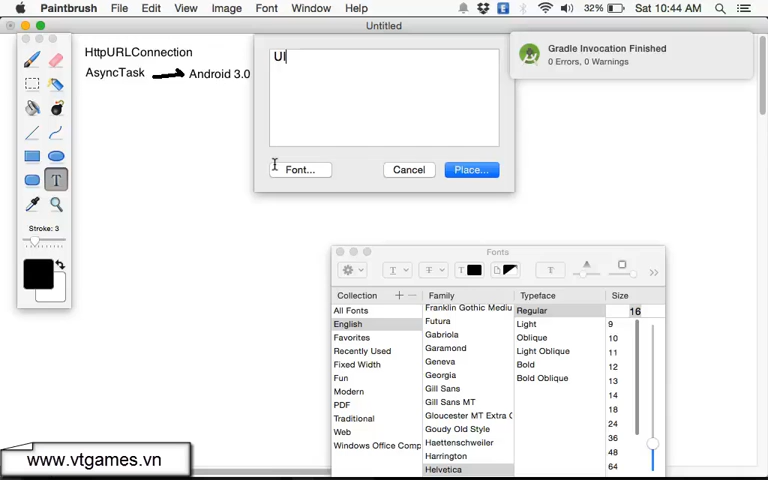 Paintbrush File Edit View Image Font Window Help 32% Sat 10:44 AM
Untitled
HttpURLConnection
AsyncTask Android 3.0
UI
Font... Cancel Place...
Gradle Invocation Finished
0 Errors, 0 Warnings
T
Stroke: 3
Fonts
T T T T
Collection Family Typeface Size
All Fonts
English
Favorites
Recently Used
Fixed Width
Fun
Modern
PDF
Traditional
Web
Windows Office Comp
Franklin Gothic Mediu
Futura
Gabriola
Garamond
Geneva
Georgia
Gill Sans
Gill Sans MT
Gloucester MT Extra C
Goudy Old Style
Haettenschweiler
Harrington
Helvetica
Regular
Light
Oblique
Light Oblique
Bold
Bold Oblique
16
9
10
11
12
13
14
18
24
36
48
64
www.vtgames.vn